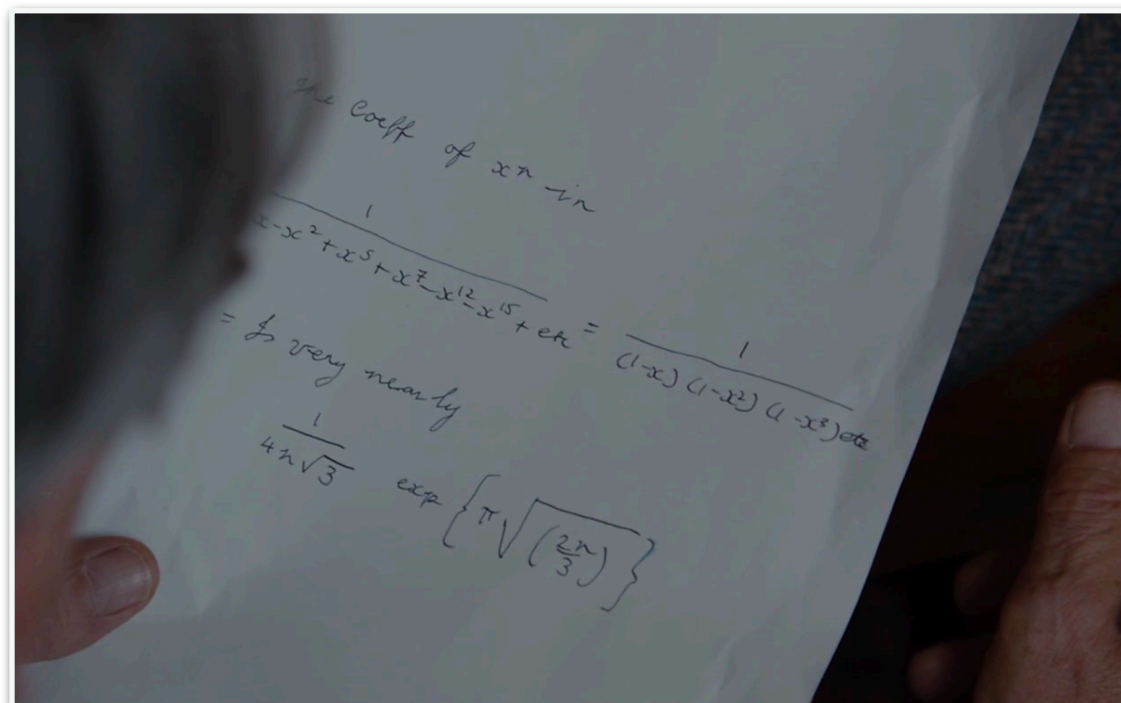 the coeff of xⁿ in
1
x-x²+x⁵+x⁷-x¹²-x¹⁵+etc = 1
(1-x)(1-x²)(1-x³)etc
= Is very nearly
1
4n√3 exp{π√(2n/3)}